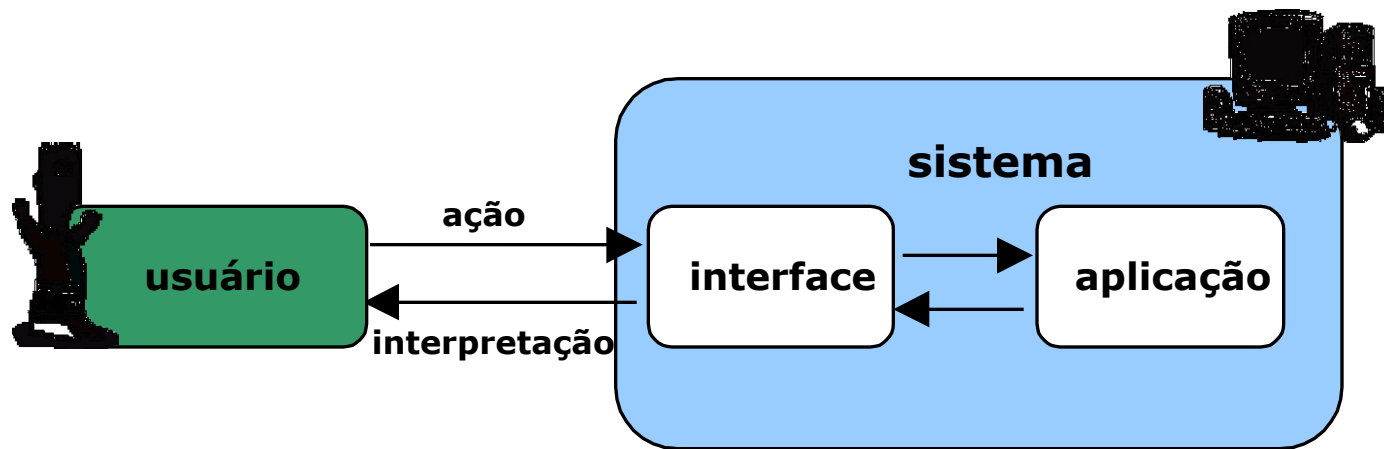 sistema
ação
usuário
interface
aplicação
interpretação